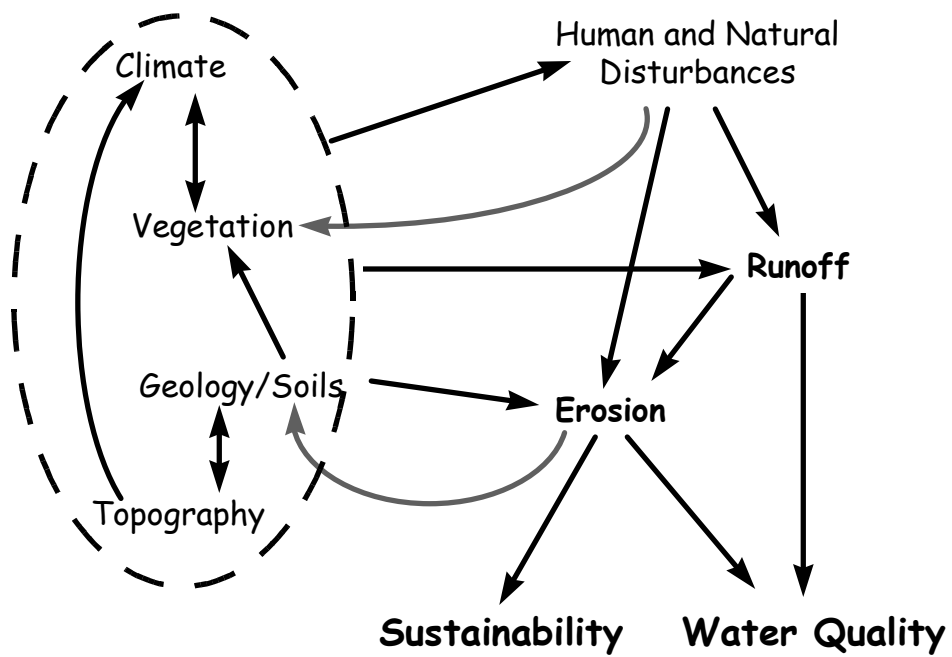 Human and Natural
Disturbances
Climate
Vegetation
Runoff
Geology/Soils
Erosion
Topography
Sustainability
Water Quality